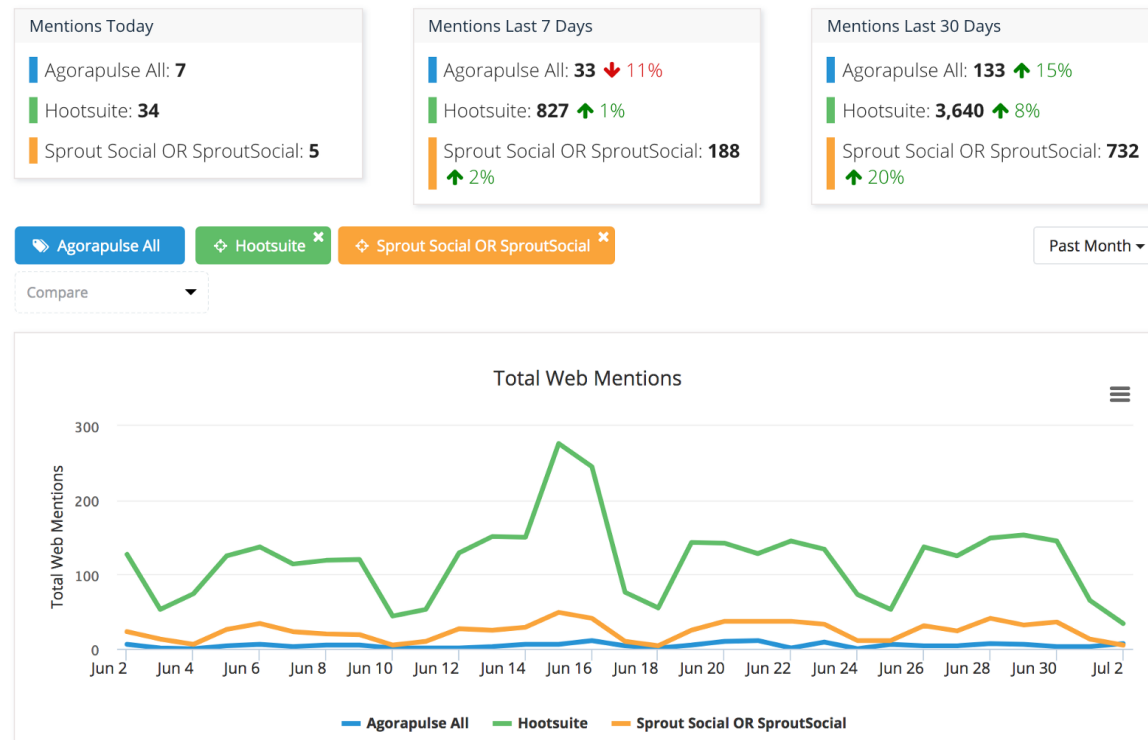 Mentions Today
Agorapulse All: 7
Hootsuite: 34
Sprout Social OR SproutSocial: 5
Mentions Last 7 Days
Agorapulse All: 33 11%
Hootsuite: 827 1%
Sprout Social OR SproutSocial: 188
2%
Mentions Last 30 Days
Agorapulse All: 133 15%
Hootsuite: 3,640 8%
Sprout Social OR SproutSocial: 732
20%
Agorapulse All Hootsuite Sprout Social OR SproutSocial Past Month
Compare
Total Web Mentions
Total Web Mentions
300
200
100
0
Jun 2 Jun 4 Jun 6 Jun 8 Jun 10 Jun 12 Jun 14 Jun 16 Jun 18 Jun 20 Jun 22 Jun 24 Jun 26 Jun 28 Jun 30 Jul 2
Agorapulse All Hootsuite Sprout Social OR SproutSocial